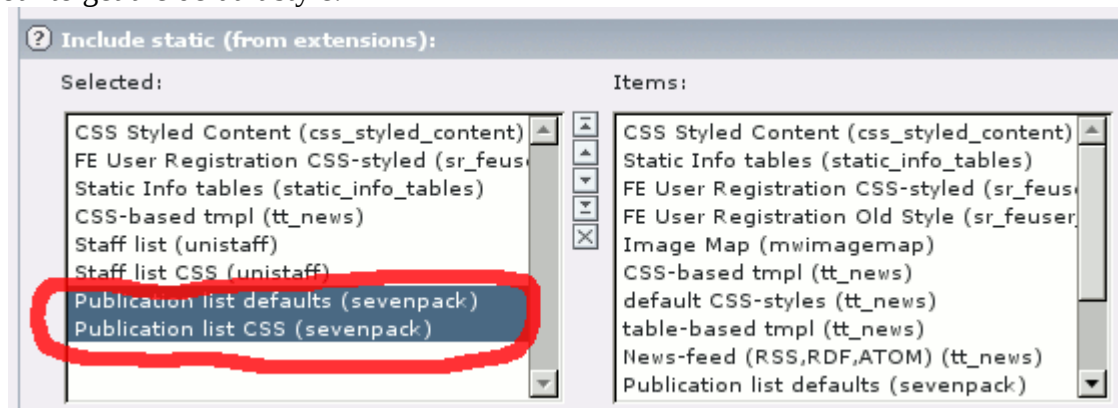 Include static (from extensions):
Selected:
CSS Styled Content (css_styled_content)
FE User Registration CSS-styled (sr_feuse
Static Info tables (static_info_tables)
CSS-based tmpl (tt_news)
Staff list (unistaff)
Staff list CSS (unistaff)
Publication list defaults (sevenpack)
Publication list CSS (sevenpack)
Items:
CSS Styled Content (css_styled_content)
Static Info tables (static_info_tables)
FE User Registration CSS-styled (sr_feuse
FE User Registration Old Style (sr_feuser_
Image Map (mwimagemap)
CSS-based tmpl (tt_news)
default CSS-styles (tt_news)
table-based tmpl (tt_news)
News-feed (RSS,RDF,ATOM) (tt_news)
Publication list defaults (sevenpack)